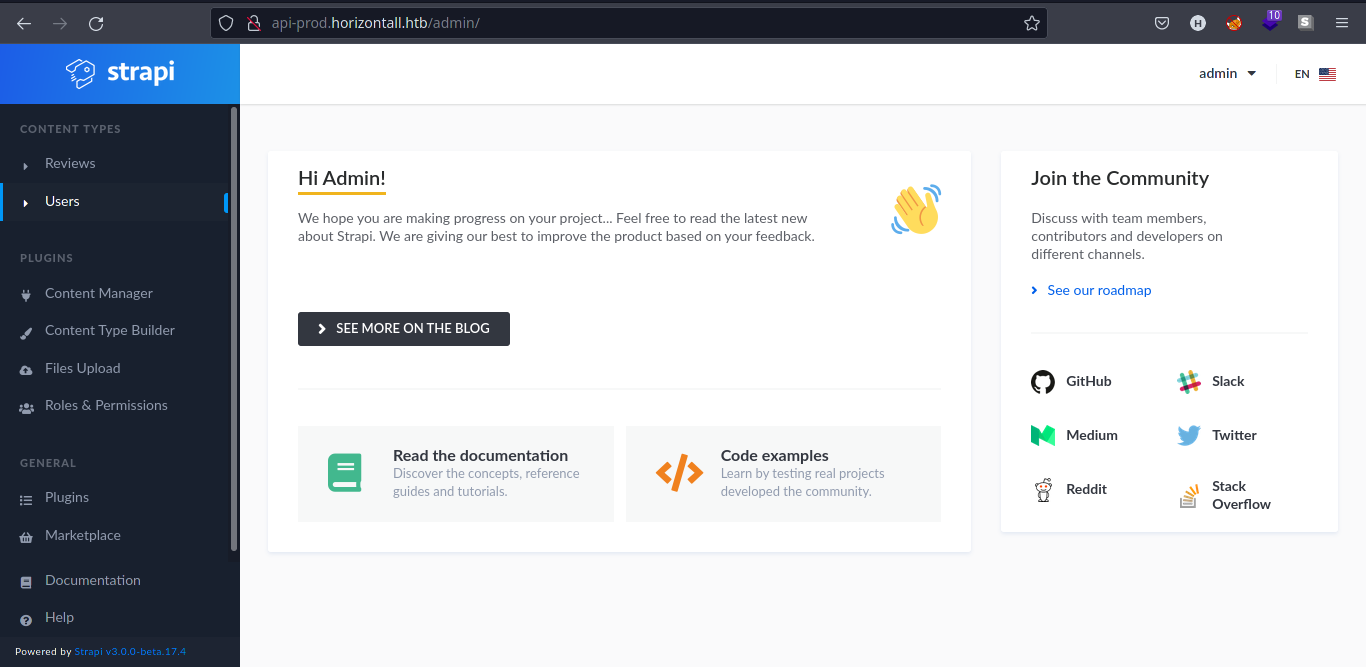 api-prod.horizontall.htb/admin/
H
10
S
strapi
admin
EN
CONTENT TYPES
Reviews
Users
PLUGINS
Content Manager
Content Type Builder
Files Upload
Roles & Permissions
GENERAL
Plugins
Marketplace
Documentation
Help
Powered by Strapi v3.0.0-beta.17.4
Hi Admin!
We hope you are making progress on your project... Feel free to read the latest new
about Strapi. We are giving our best to improve the product based on your feedback.
SEE MORE ON THE BLOG
Read the documentation
Discover the concepts, reference
guides and tutorials.
Code examples
Learn by testing real projects
developed the community.
Join the Community
Discuss with team members,
contributors and developers on
different channels.
See our roadmap
GitHub
Slack
Medium
Twitter
Reddit
Stack
Overflow